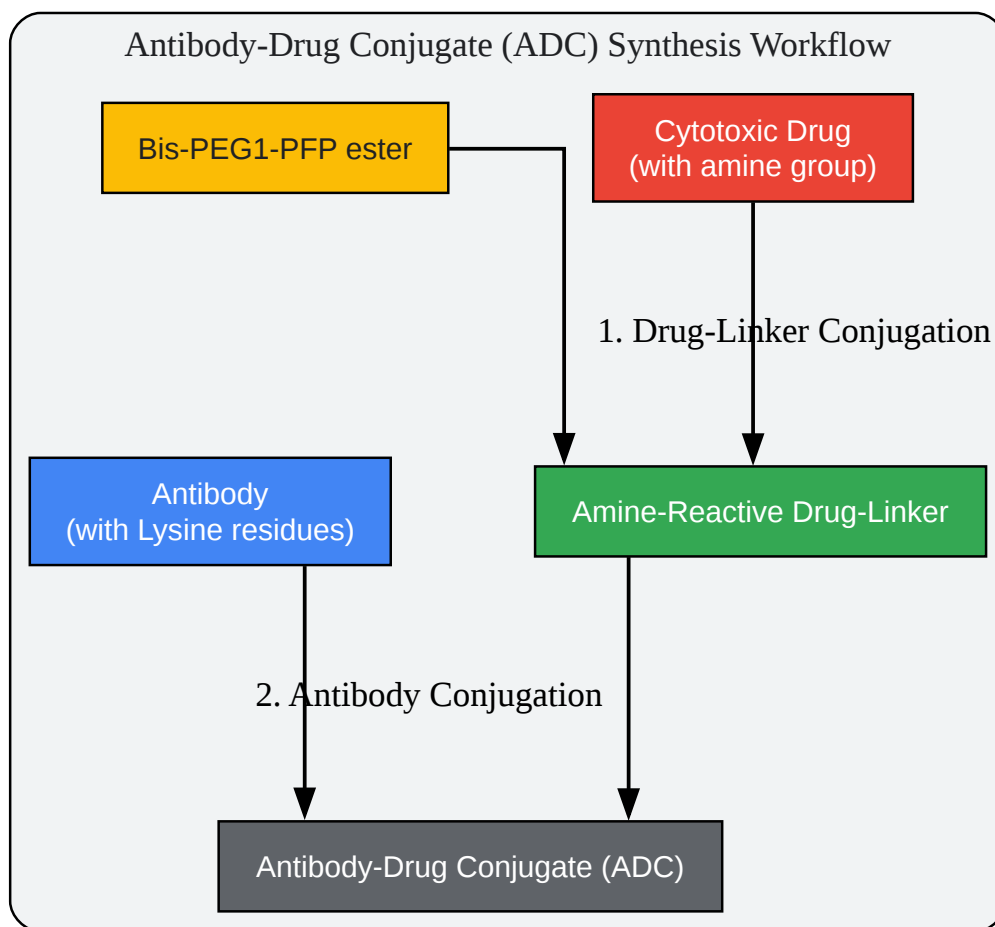 Antibody-Drug Conjugate (ADC) Synthesis Workflow
Bis-PEG1-PFP ester
Cytotoxic Drug
(with amine group)
1. Drug-Linker Conjugation
Antibody
(with Lysine residues)
Amine-Reactive Drug-Linker
2. Antibody Conjugation
Antibody-Drug Conjugate (ADC)